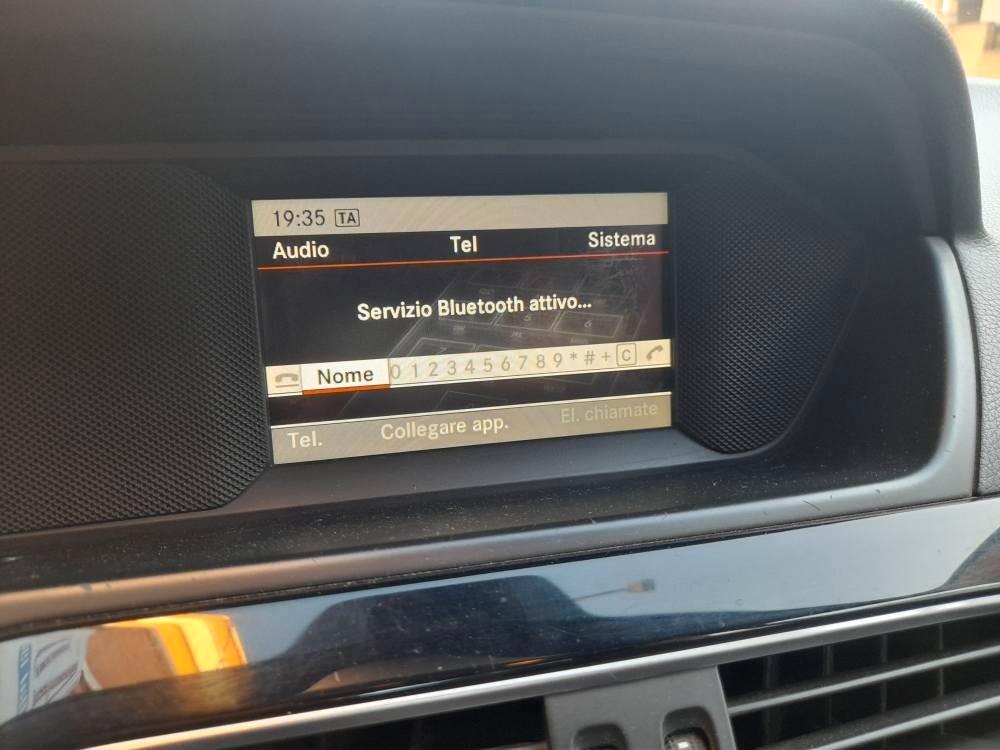 19:35 TA
Audio Tel Sistema
Servizio Bluetooth attivo...
Nome 0 1 2 3 4 5 6 7 8 9 * # + C
Tel. Collegare app. El. chiamate